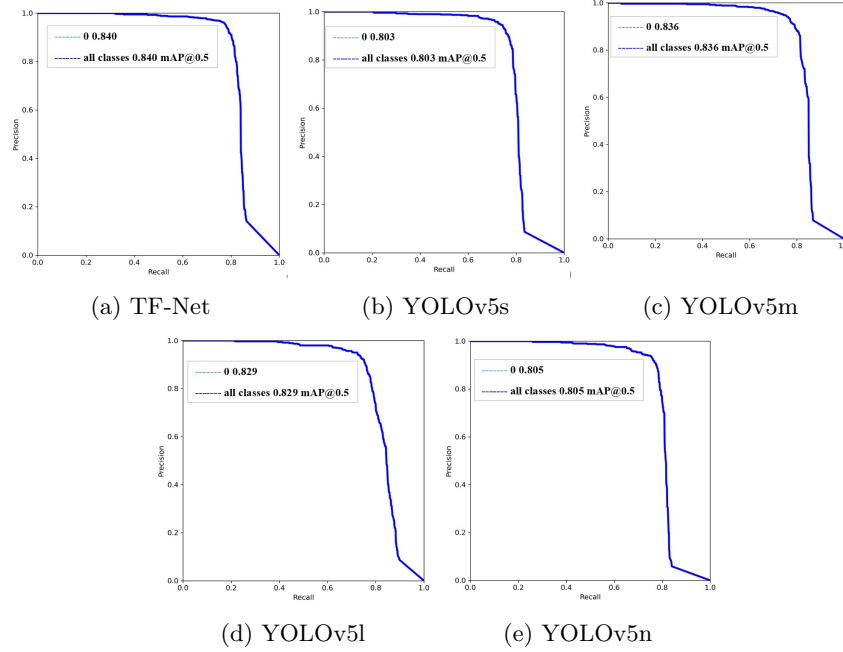 1.0
0.8
0.6
0.4
0.2
0.0
Precision
0 0.840
all classes 0.840 mAP@0.5
0.0 0.2 0.4 0.6 0.8 1.0
Recall
(a) TF-Net
1.0
0.8
0.6
0.4
0.2
0.0
Precision
0 0.803
all classes 0.803 mAP@0.5
0.0 0.2 0.4 0.6 0.8 1.0
Recall
(b) YOLOv5s
1.0
0.8
0.6
0.4
0.2
0.0
Precision
0 0.836
all classes 0.836 mAP@0.5
0.0 0.2 0.4 0.6 0.8 1.0
Recall
(c) YOLOv5m
1.0
0.8
0.6
0.4
0.2
0.0
Precision
0 0.829
all classes 0.829 mAP@0.5
0.0 0.2 0.4 0.6 0.8 1.0
Recall
(d) YOLOv5l
1.0
0.8
0.6
0.4
0.2
0.0
Precision
0 0.805
all classes 0.805 mAP@0.5
0.0 0.2 0.4 0.6 0.8 1.0
Recall
(e) YOLOv5n